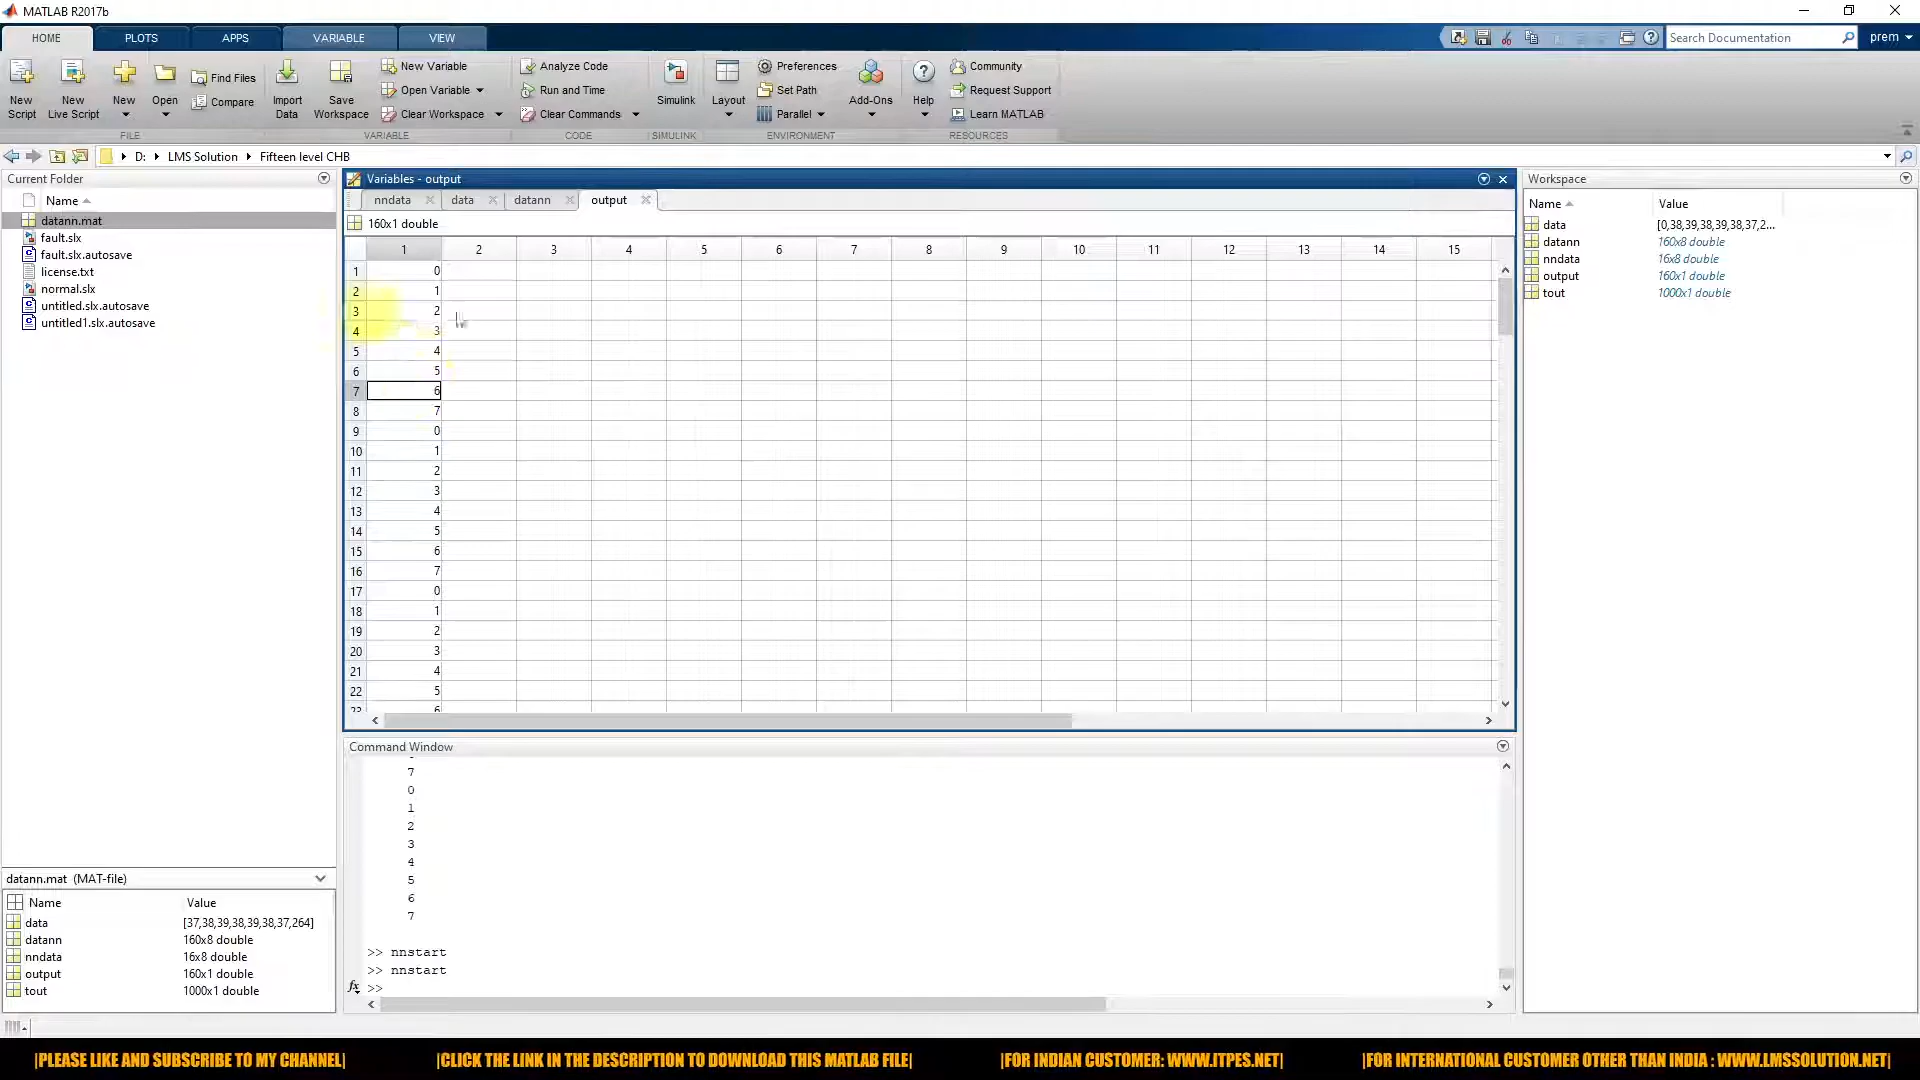 MATLAB R2017b
HOME PLOTS APPS VARIABLE VIEW
Search Documentation prem
New Script
New Live Script
New
Open
Find Files
Compare
Import Data
Save Workspace
New Variable
Open Variable
Clear Workspace
Analyze Code
Run and Time
Clear Commands
Simulink
Layout
Preferences
Set Path
Parallel
Add-Ons
Help
Community
Request Support
Learn MATLAB
FILE VARIABLE CODE SIMULINK ENVIRONMENT RESOURCES
D: LMS Solution Fifteen level CHB
Current Folder
Name
datann.mat
fault.slx
fault.slx.autosave
license.txt
normal.slx
untitled.slx.autosave
untitled1.slx.autosave
datann.mat (MAT-file)
Name Value
data [37,38,39,38,39,38,37,264]
datann 160x8 double
nndata 16x8 double
output 160x1 double
tout 1000x1 double
Variables - output
nndata data datann output
160x1 double
1 2 3 4 5 6 7 8 9 10 11 12 13 14 15
1 0
2 1
3 2
4 3
5 4
6 5
7 6
8 7
9 0
10 1
11 2
12 3
13 4
14 5
15 6
16 7
17 0
18 1
19 2
20 3
21 4
22 5
23 6
Command Window
7
0
1
2
3
4
5
6
7
>> nnstart
>> nnstart
fx >>
Workspace
Name Value
data [0,38,39,38,39,38,37,2...
datann 160x8 double
nndata 16x8 double
output 160x1 double
tout 1000x1 double
|PLEASE LIKE AND SUBSCRIBE TO MY CHANNEL| |CLICK THE LINK IN THE DESCRIPTION TO DOWNLOAD THIS MATLAB FILE| |FOR INDIAN CUSTOMER: WWW.ITPES.NET| |FOR INTERNATIONAL CUSTOMER OTHER THAN INDIA : WWW.LMSSOLUTION.NET|